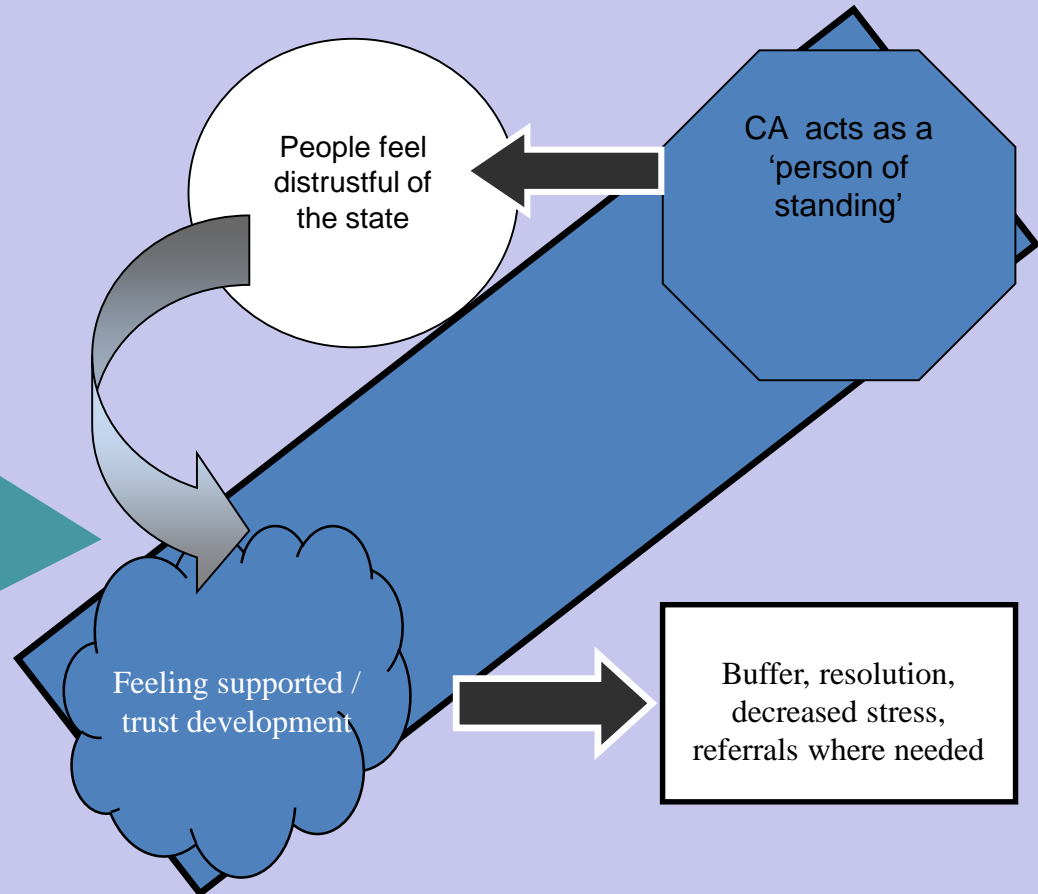 People feel
distrustful of
the state
CA acts as a
‘person of
standing’
Feeling supported /
trust development
Buffer, resolution,
decreased stress,
referrals where needed